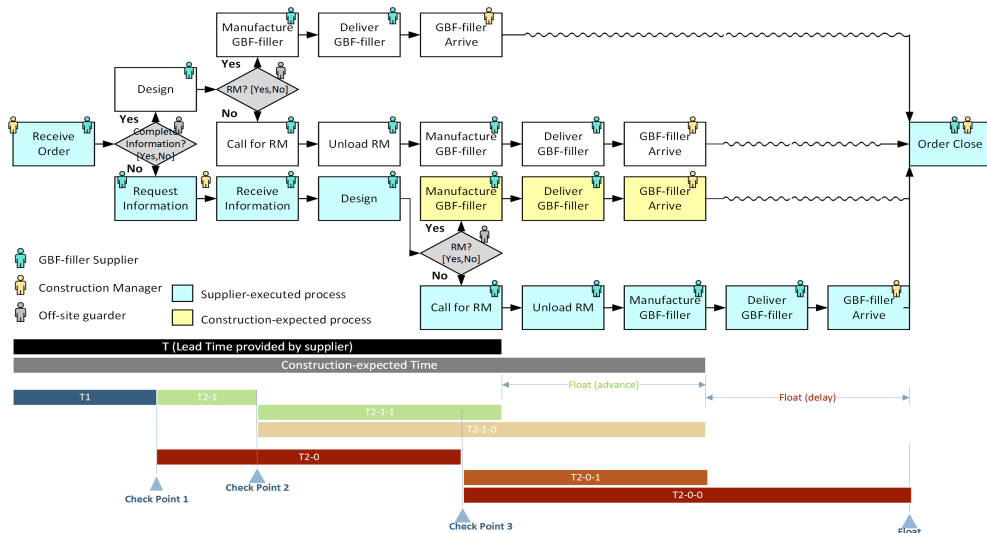 Manufacture
GBF-filler
Deliver
GBF-filler
GBF-filler
Arrive
Yes
Design
RM? [Yes,No]
Yes
No
Receive
Order
Complete
Information?
[Yes,No]
Call for RM
Unload RM
Manufacture
GBF-filler
Deliver
GBF-filler
GBF-filler
Arrive
Order Close
No
Request
Information
Receive
Information
Design
Manufacture
GBF-filler
Deliver
GBF-filler
GBF-filler
Arrive
Yes
RM?
[Yes,No]
No
GBF-filler Supplier
Construction Manager
Off-site guarder
Supplier-executed process
Construction-expected process
Call for RM
Unload RM
Manufacture
GBF-filler
Deliver
GBF-filler
GBF-filler
Arrive
T (Lead Time provided by supplier)
Construction-expected Time
Float (advance)
Float (delay)
T1
T2-1
T2-1-1
T2-1-0
T2-0
T2-0-1
T2-0-0
Check Point 1
Check Point 2
Check Point 3
Float